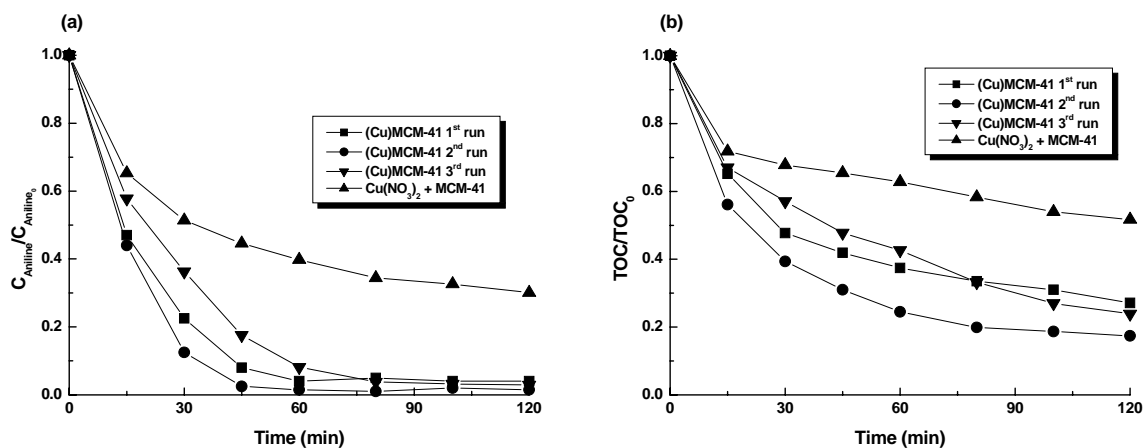 (a)
1.0
0.8
0.6
0.4
0.2
0.0
C_Aniline/C_Aniline_0
(Cu)MCM-41 1st run
(Cu)MCM-41 2nd run
(Cu)MCM-41 3rd run
Cu(NO3)2 + MCM-41
0 30 60 90 120
Time (min)
(b)
1.0
0.8
0.6
0.4
0.2
0.0
TOC/TOC0
(Cu)MCM-41 1st run
(Cu)MCM-41 2nd run
(Cu)MCM-41 3rd run
Cu(NO3)2 + MCM-41
0 30 60 90 120
Time (min)